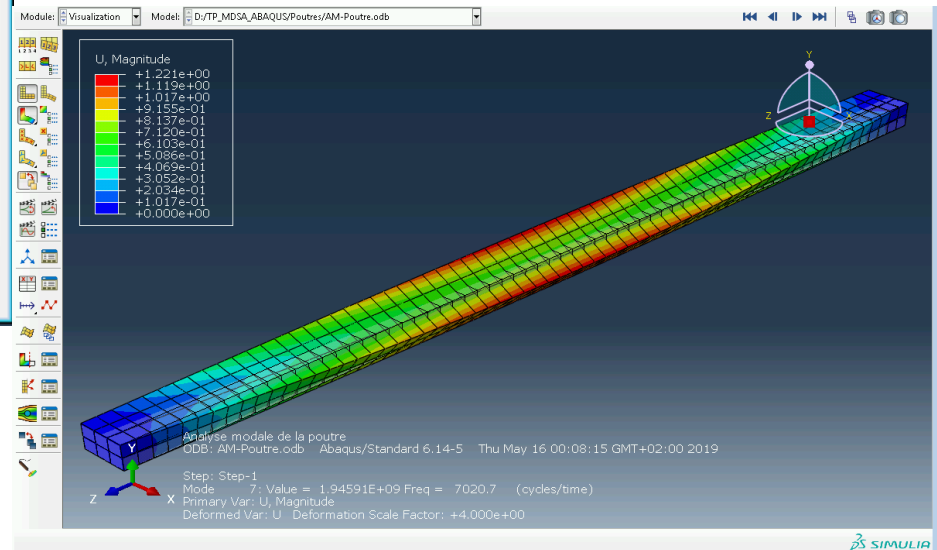 Module: Visualization Model: D:/TP_MDSA_ABAQUS/Poutres/AM-Poutre.odb
U, Magnitude
+1.221e+00
+1.119e+00
+1.017e+00
+9.155e-01
+8.137e-01
+7.120e-01
+6.103e-01
+5.086e-01
+4.069e-01
+3.052e-01
+2.034e-01
+1.017e-01
+0.000e+00
Y
Z X
Analyse modale de la poutre
ODB: AM-Poutre.odb Abaqus/Standard 6.14-5 Thu May 16 00:08:15 GMT+02:00 2019
Y
Step: Step-1
Mode 7: Value = 1.94591E+09 Freq = 7020.7 (cycles/time)
Z X Primary Var: U, Magnitude
Deformed Var: U Deformation Scale Factor: +4.000e+00
SIMULIA